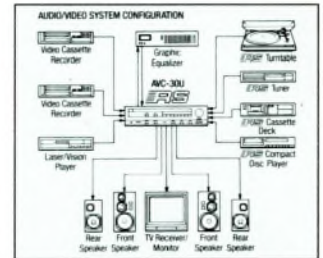 AUDIO/VIDEO SYSTEM CONFIGURATION
Video Cassette
Recorder
Graphic
Equalizer
Turntable
AVC-30U
Tuner
Video Cassette
Recorder
Cassette
Deck
Laser/Vision
Player
Compact
Disc Player
Rear
Speaker
Front
Speaker
TV Receiver/
Monitor
Front
Speaker
Rear
Speaker